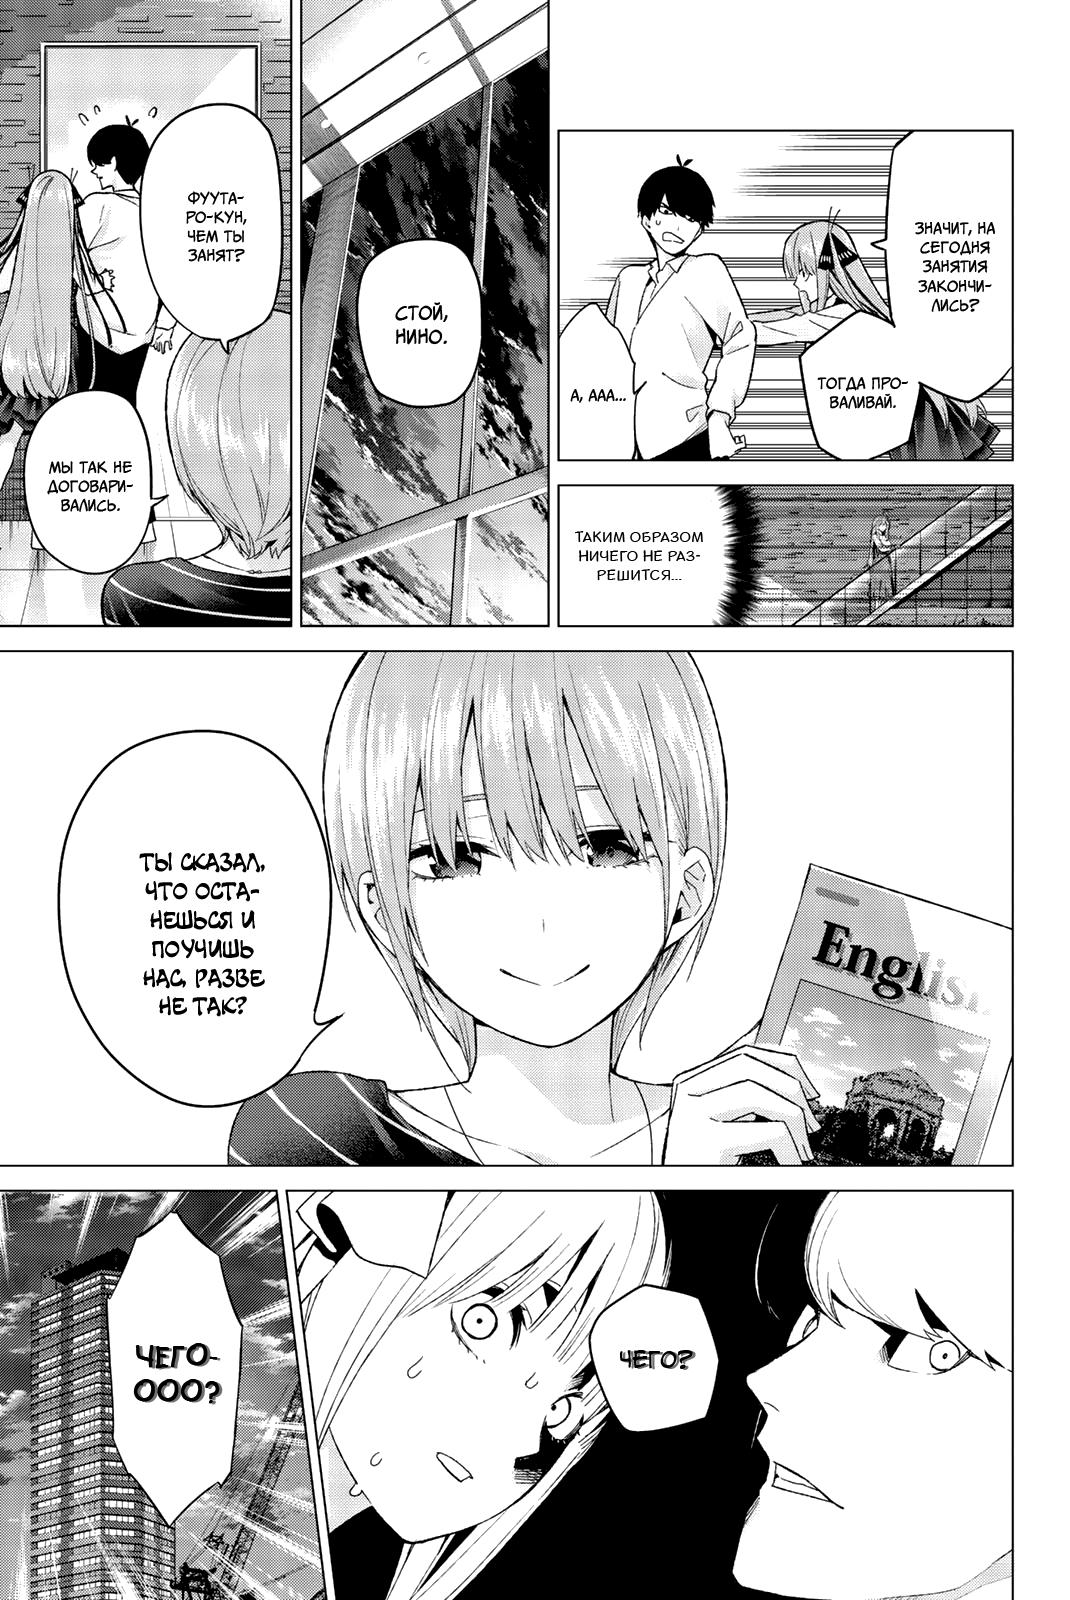 ЗНАЧИТ, НА
СЕГОДНЯ
ЗАНЯТИЯ
ЗАКОНЧИ-
ЛИСЬ?
ТОГДА ПРО-
ВАЛИВАЙ.
А, ААА...
ТАКИМ ОБРАЗОМ
НИЧЕГО НЕ РАЗ-
РЕШИТСЯ...
СТОЙ,
НИНО.
ФУУТА-
РО-КУН,
ЧЕМ ТЫ
ЗАНЯТ?
МЫ ТАК НЕ
ДОГОВАРИ-
ВАЛИСЬ.
ТЫ СКАЗАЛ,
ЧТО ОСТА-
НЕШЬСЯ И
ПОУЧИШЬ
НАС, РАЗВЕ
НЕ ТАК?
English
ЧЕГО?
ЧЕГО-
ООО?